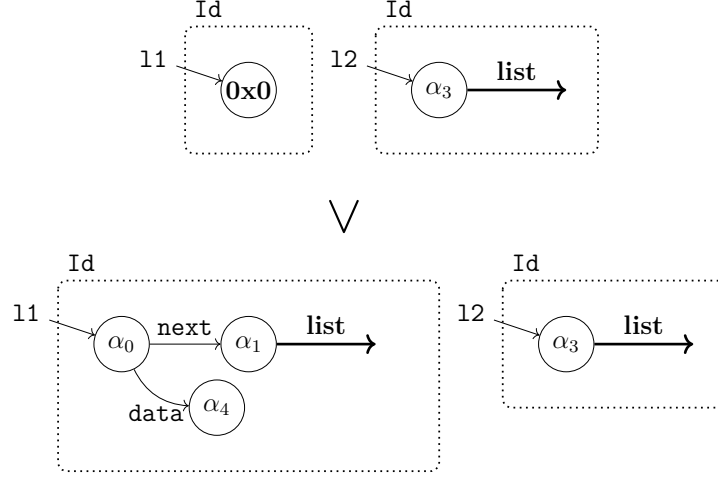 Id Id
l1 0x0 l2 α₃ list
∨
Id Id
l1 α₀ next α₁ list l2 α₃ list
data α₄